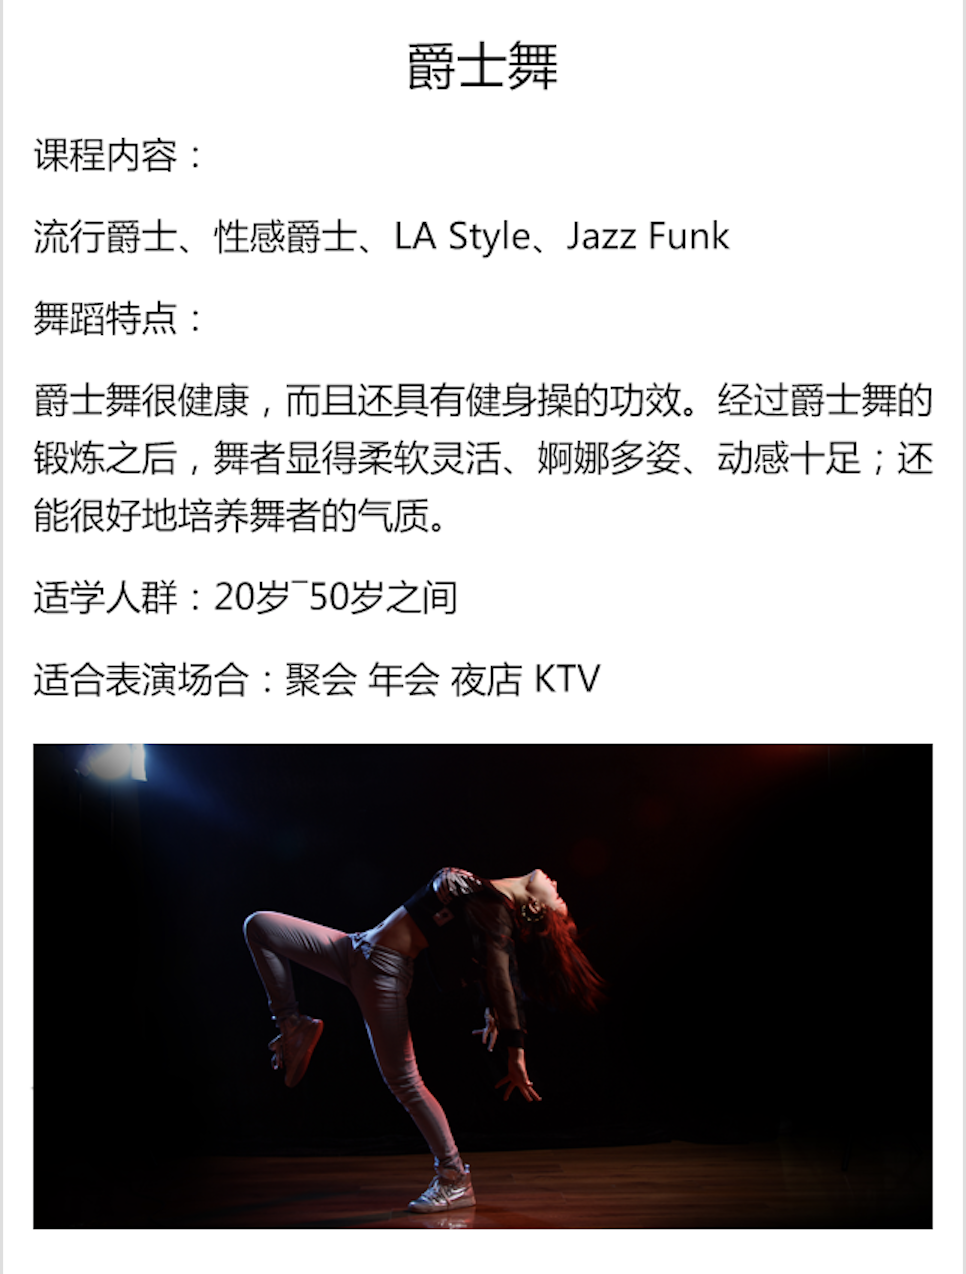 爵士舞
课程内容：
流行爵士、性感爵士、LA Style、Jazz Funk
舞蹈特点：
爵士舞很健康，而且还具有健身操的功效。经过爵士舞的
锻炼之后，舞者显得柔软灵活、婀娜多姿、动感十足；还
能很好地培养舞者的气质。
适学人群：20岁‾50岁之间
适合表演场合：聚会 年会 夜店 KTV